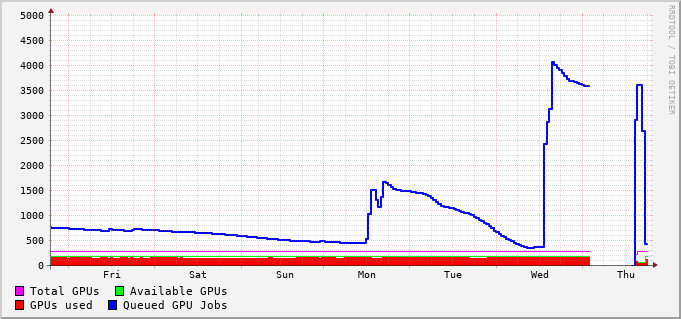 5000
4500
4000
3500
3000
2500
2000
1500
1000
500
0
Fri Sat Sun Mon Tue Wed Thu
Total GPUs Available GPUs
GPUs used Queued GPU Jobs
RRDTOOL / TOBI OETIKER